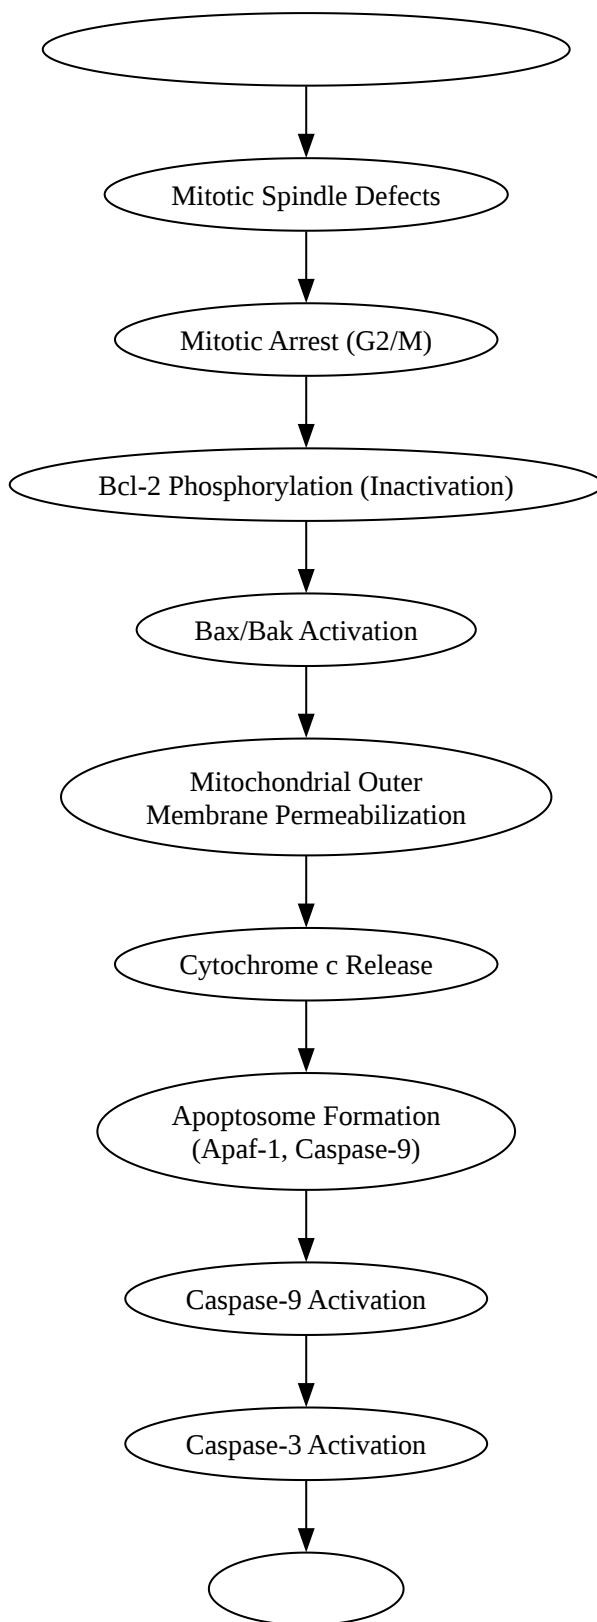 Mitotic Spindle Defects
Mitotic Arrest (G2/M)
Bcl-2 Phosphorylation (Inactivation)
Bax/Bak Activation
Mitochondrial Outer
Membrane Permeabilization
Cytochrome c Release
Apoptosome Formation
(Apaf-1, Caspase-9)
Caspase-9 Activation
Caspase-3 Activation